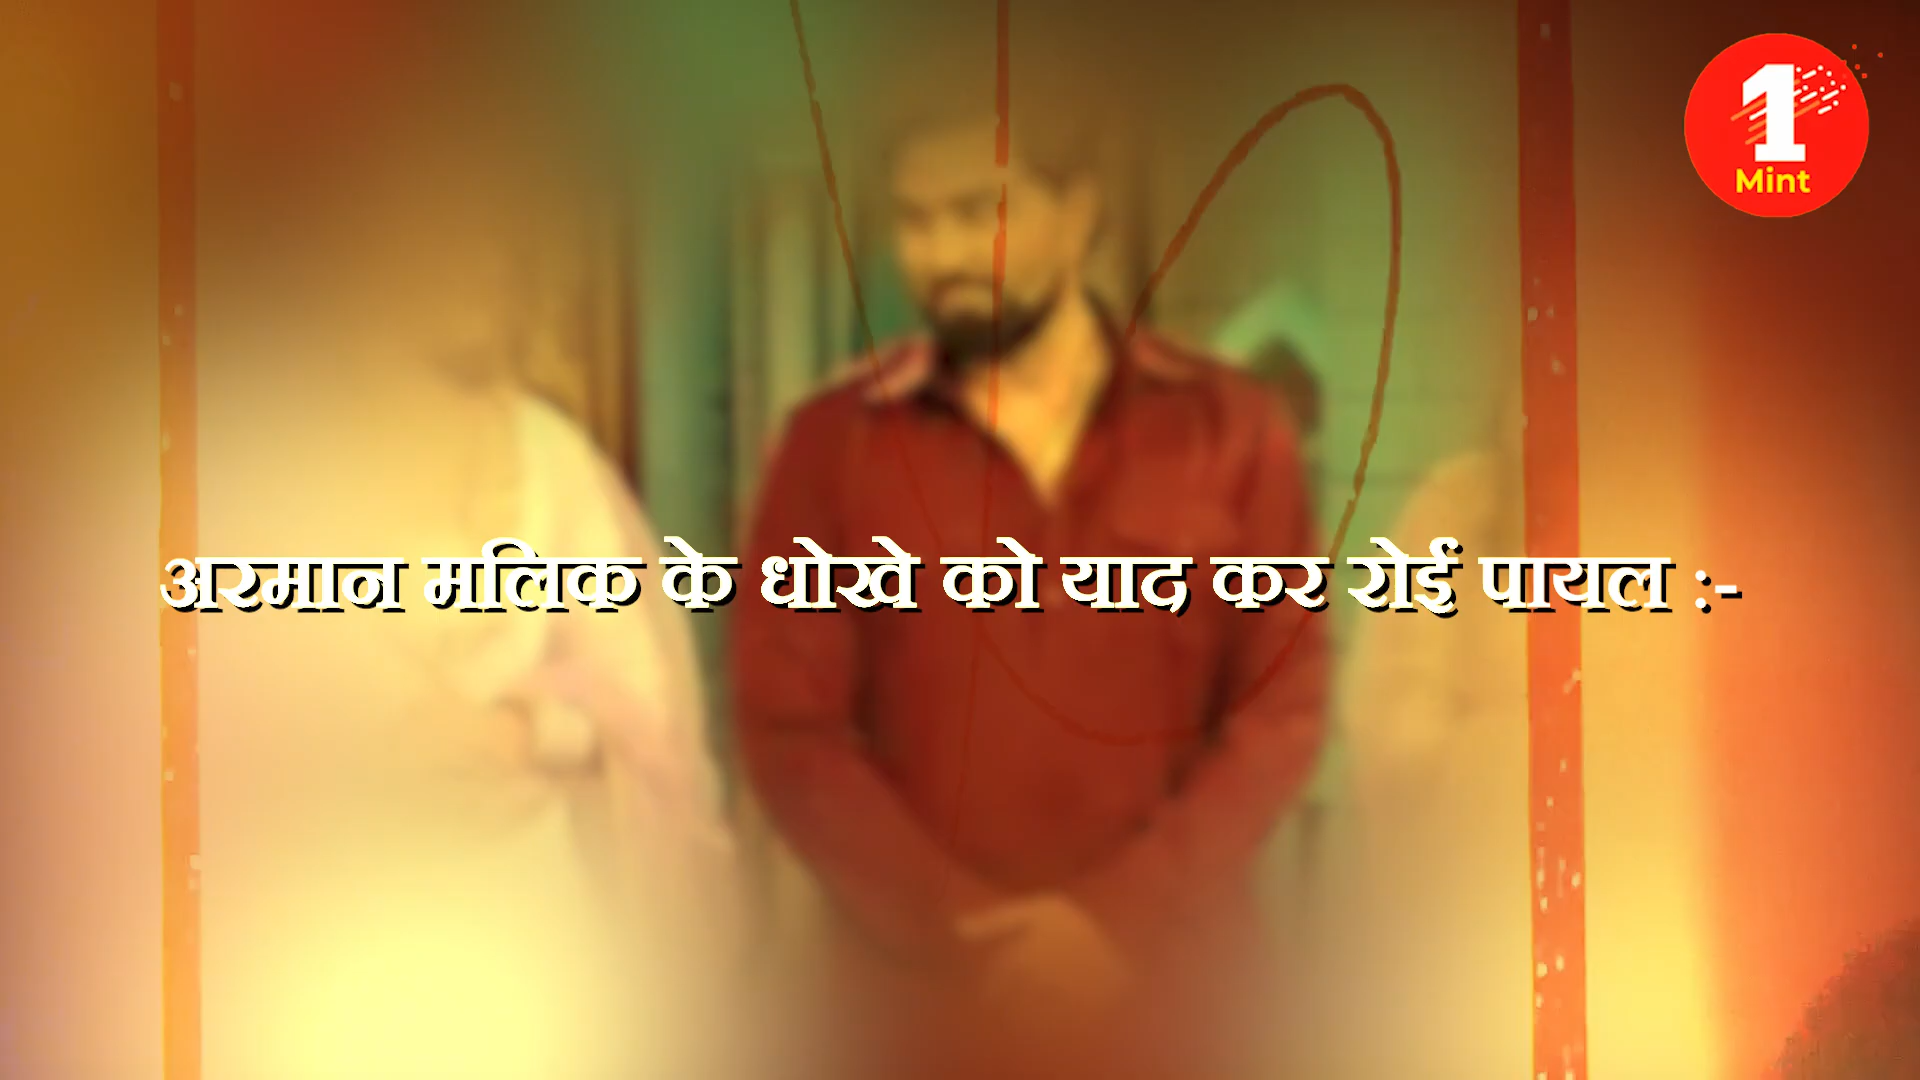 1
Mint
अरमान मलिक के धोखे को याद कर रोई पायल :-